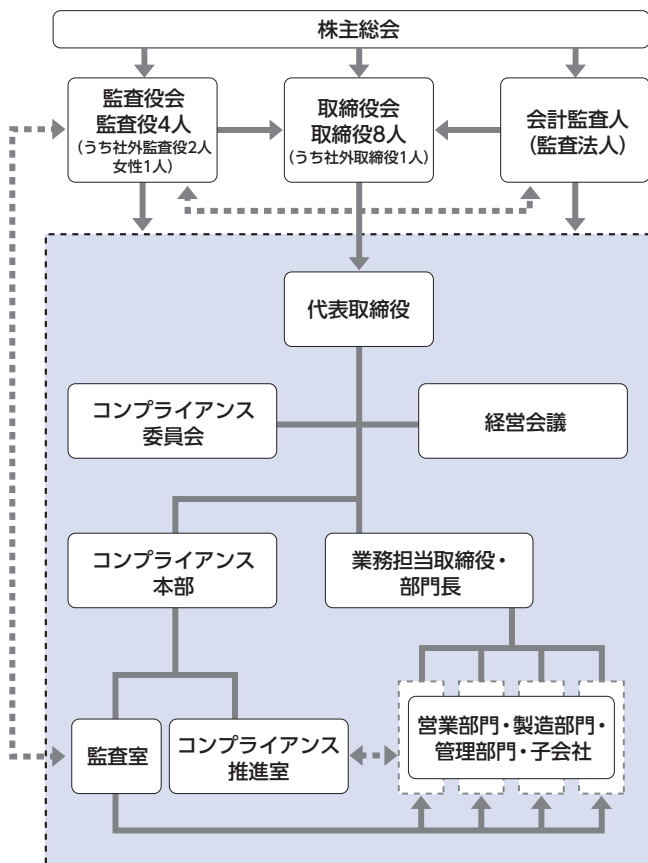 株主総会
監査役会
監査役4人
(うち社外監査役2人
女性1人)
取締役会
取締役8人
(うち社外取締役1人)
会計監査人
(監査法人)
代表取締役
コンプライアンス
委員会
経営会議
コンプライアンス
本部
業務担当取締役・
部門長
監査室
コンプライアンス
推進室
営業部門・製造部門・
管理部門・子会社